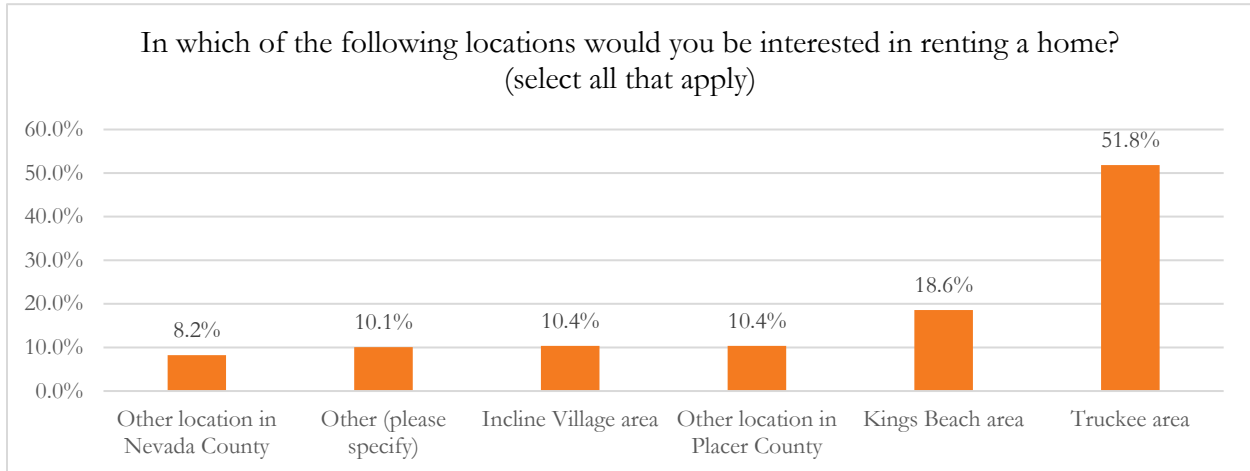 In which of the following locations would you be interested in renting a home?
(select all that apply)
60.0%
50.0%
40.0%
30.0%
20.0%
10.0%
0.0%
8.2%
10.1%
10.4%
10.4%
18.6%
51.8%
Other location in
Nevada County
Other (please
specify)
Incline Village area
Other location in
Placer County
Kings Beach area
Truckee area